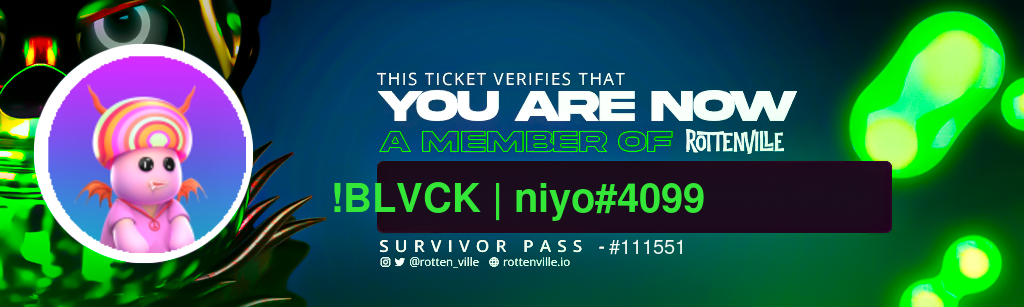 THIS TICKET VERIFIES THAT
YOU ARE NOW
A MEMBER OF ROTTENVILLE
!BLVCK | niyo#4099
SURVIVOR PASS - #111551
@rotten_ville rottenville.io